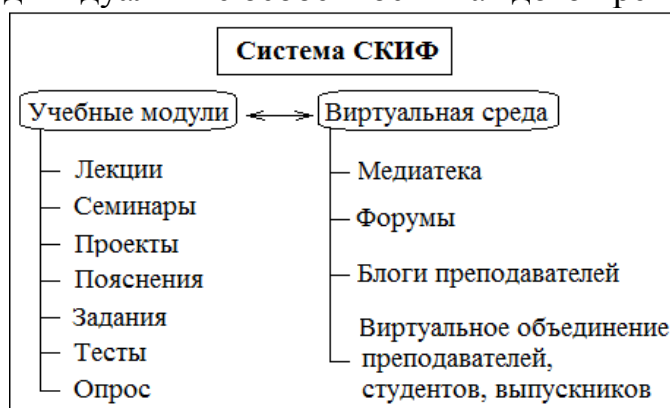 Система СКИФ
Учебные модули
Виртуальная среда
Лекции
Семинары
Проекты
Пояснения
Задания
Тесты
Опрос
Медиатека
Форумы
Блоги преподавателей
Виртуальное объединение
преподавателей,
студентов, выпускников